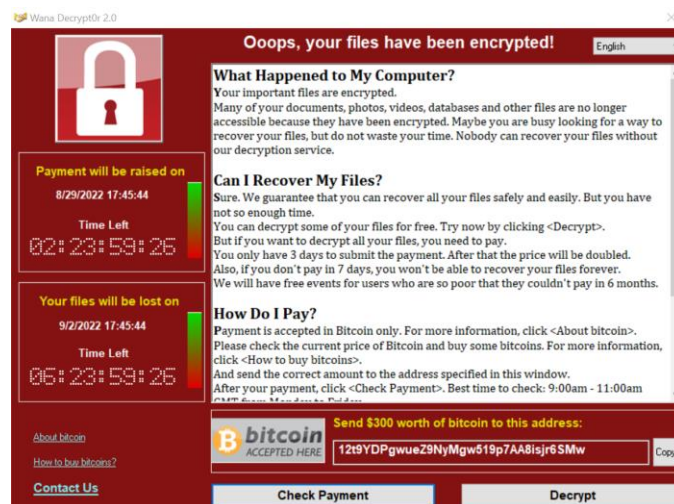 Wana Decrypt0r 2.0
Ooops, your files have been encrypted!
English
What Happened to My Computer?
Your important files are encrypted.
Many of your documents, photos, videos, databases and other files are no longer
accessible because they have been encrypted. Maybe you are busy looking for a way to
recover your files, but do not waste your time. Nobody can recover your files without
our decryption service.
Can I Recover My Files?
Sure. We guarantee that you can recover all your files safely and easily. But you have
not so enough time.
You can decrypt some of your files for free. Try now by clicking <Decrypt>.
But if you want to decrypt all your files, you need to pay.
You only have 3 days to submit the payment. After that the price will be doubled.
Also, if you don't pay in 7 days, you won't be able to recover your files forever.
We will have free events for users who are so poor that they couldn't pay in 6 months.
How Do I Pay?
Payment is accepted in Bitcoin only. For more information, click <About bitcoin>.
Please check the current price of Bitcoin and buy some bitcoins. For more information,
click <How to buy bitcoins>.
And send the correct amount to the address specified in this window.
After your payment, click <Check Payment>. Best time to check: 9:00am - 11:00am
GMT from Monday to Friday
Payment will be raised on
8/29/2022 17:45:44
Time Left
02:23:59:26
Your files will be lost on
9/2/2022 17:45:44
Time Left
06:23:59:26
About bitcoin
How to buy bitcoins?
Contact Us
bitcoin
ACCEPTED HERE
Send $300 worth of bitcoin to this address:
12t9YDPgwueZ9NyMgw519p7AA8isjr6SMw
Copy
Check Payment
Decrypt